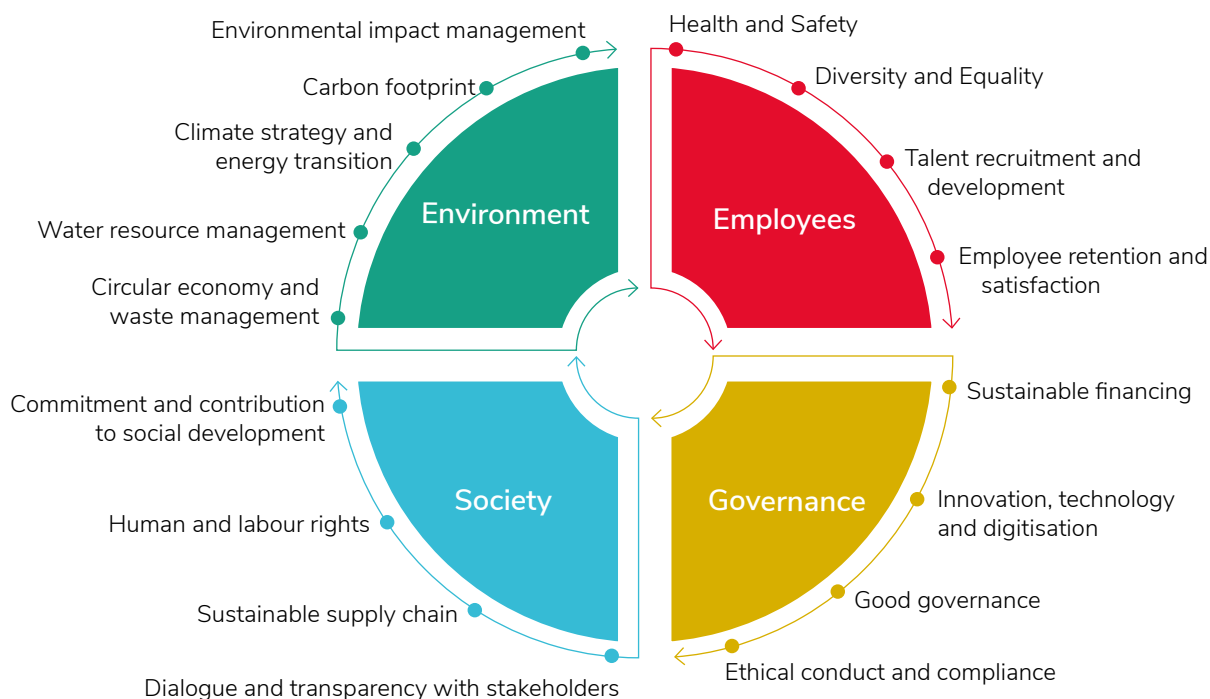 Environmental impact management
Carbon footprint
Climate strategy and
energy transition
Water resource management
Circular economy and
waste management
Environment
Health and Safety
Diversity and Equality
Talent recruitment and
development
Employee retention and
satisfaction
Employees
Commitment and contribution
to social development
Human and labour rights
Sustainable supply chain
Dialogue and transparency with stakeholders
Society
Sustainable financing
Innovation, technology
and digitisation
Good governance
Ethical conduct and compliance
Governance